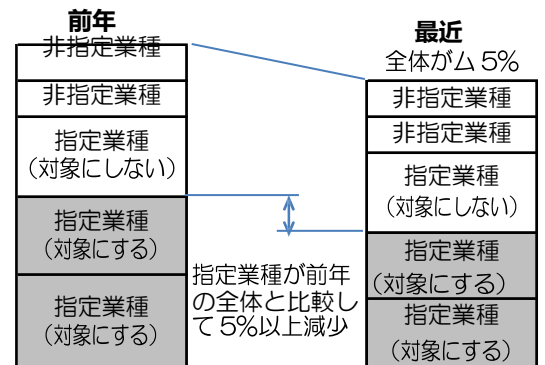 前年
非指定業種
非指定業種
指定業種
（対象にしない）
指定業種
（対象にする）
指定業種
（対象にする）
指定業種が前年
の全体と比較し
て5%以上減少
最近
全体がム5%
非指定業種
非指定業種
指定業種
（対象にしない）
指定業種
（対象にする）
指定業種
（対象にする）